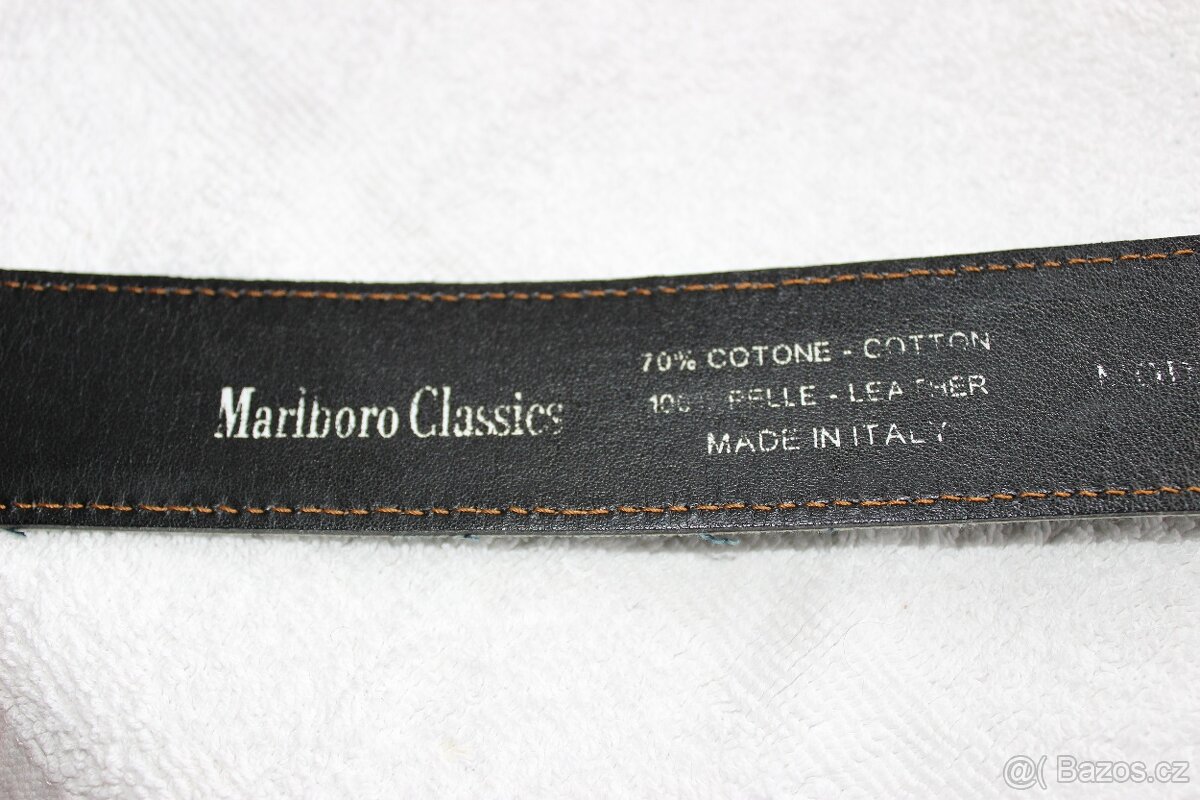 Marlboro Classics
70% COTONE - COTTON
PELLE - LEATHER
MADE IN ITALY
@( Bazos.cz